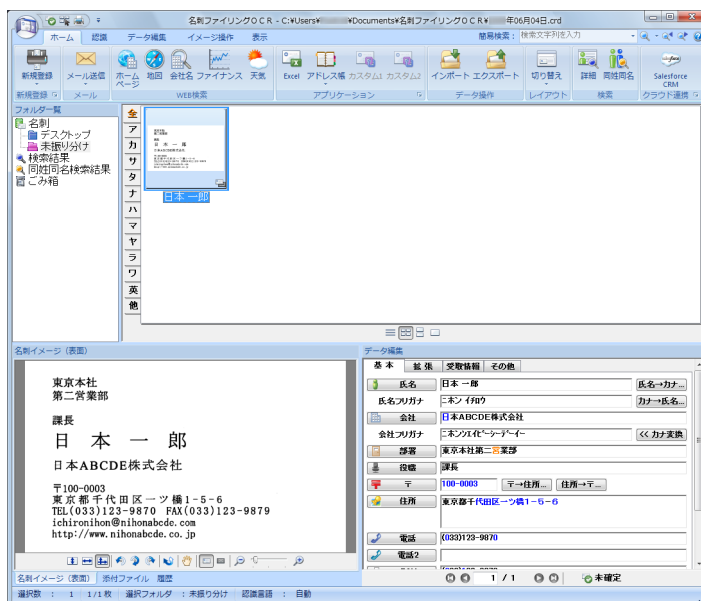 名刺ファイリングOCR - C:¥Users¥ ¥Documents¥名刺ファイリングOCR¥ 年06月04日.crd
ホーム 認識 データ編集 イメージ操作 表示 簡易検索： 検索文字列を入力
新規登録 メール送信 ホームページ 地図 会社名 ファイナンス 天気 Excel アドレス帳 カスタム1 カスタム2 インポート エクスポート 切り替え 詳細 同姓同名 Salesforce CRM
新規登録 メール WEB検索 アプリケーション データ操作 レイアウト 検索 クラウド連携
フォルダ一覧
名刺
デスクトップ
未振り分け
検索結果
同姓同名検索結果
ごみ箱
全
ア
カ
サ
タ
ナ
ハ
マ
ヤ
ラ
ワ
英
他
日 本 一 郎
日本 一郎
名刺イメージ（表面）
東京本社
第二営業部
課長
日 本 一 郎
日本ABCDE株式会社
〒100-0003
東京都千代田区一ツ橋1-5-6
TEL(033)123-9870 FAX(033)123-9879
ichironihon@nihonabcde.com
http://www.nihonabcde.co.jp
名刺イメージ（表面） 添付ファイル 履歴
データ編集
基本 拡張 受取情報 その他
氏名 日本 一郎 氏名→カナ...
氏名フリガナ ニホン イチロウ カナ→氏名...
会社 日本ABCDE株式会社
会社フリガナ ニホンエイビーシーディーイー << カナ変換
部署 東京本社第二営業部
役職 課長
〒 100-0003 〒→住所... 住所→〒...
住所 東京都千代田区一ツ橋1-5-6
電話 (033)123-9870
電話2
1 / 1 未確定
選択数 ： 1 1/1枚 選択フォルダ ：未振り分け 認識言語 ： 自動